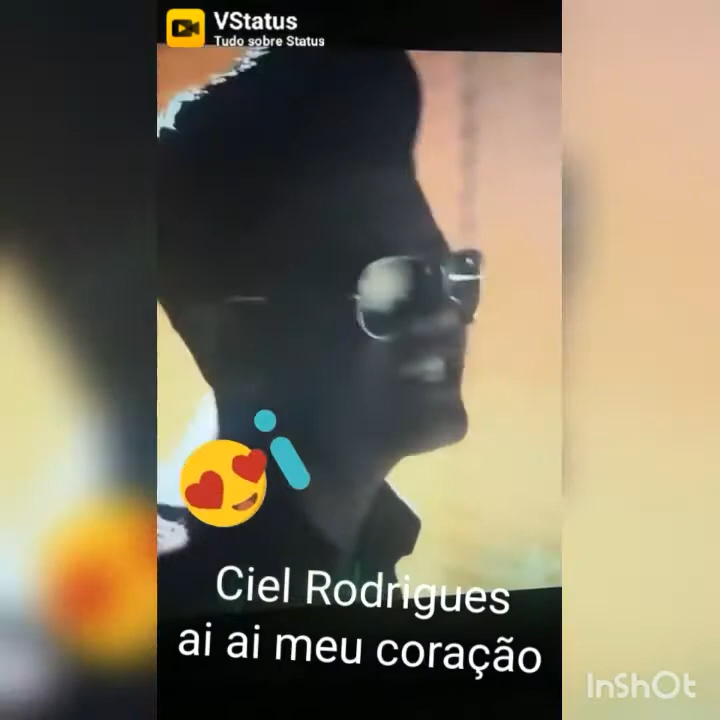 VStatus
Tudo sobre Status
Ciel Rodrigues
ai ai meu coração
InShOt